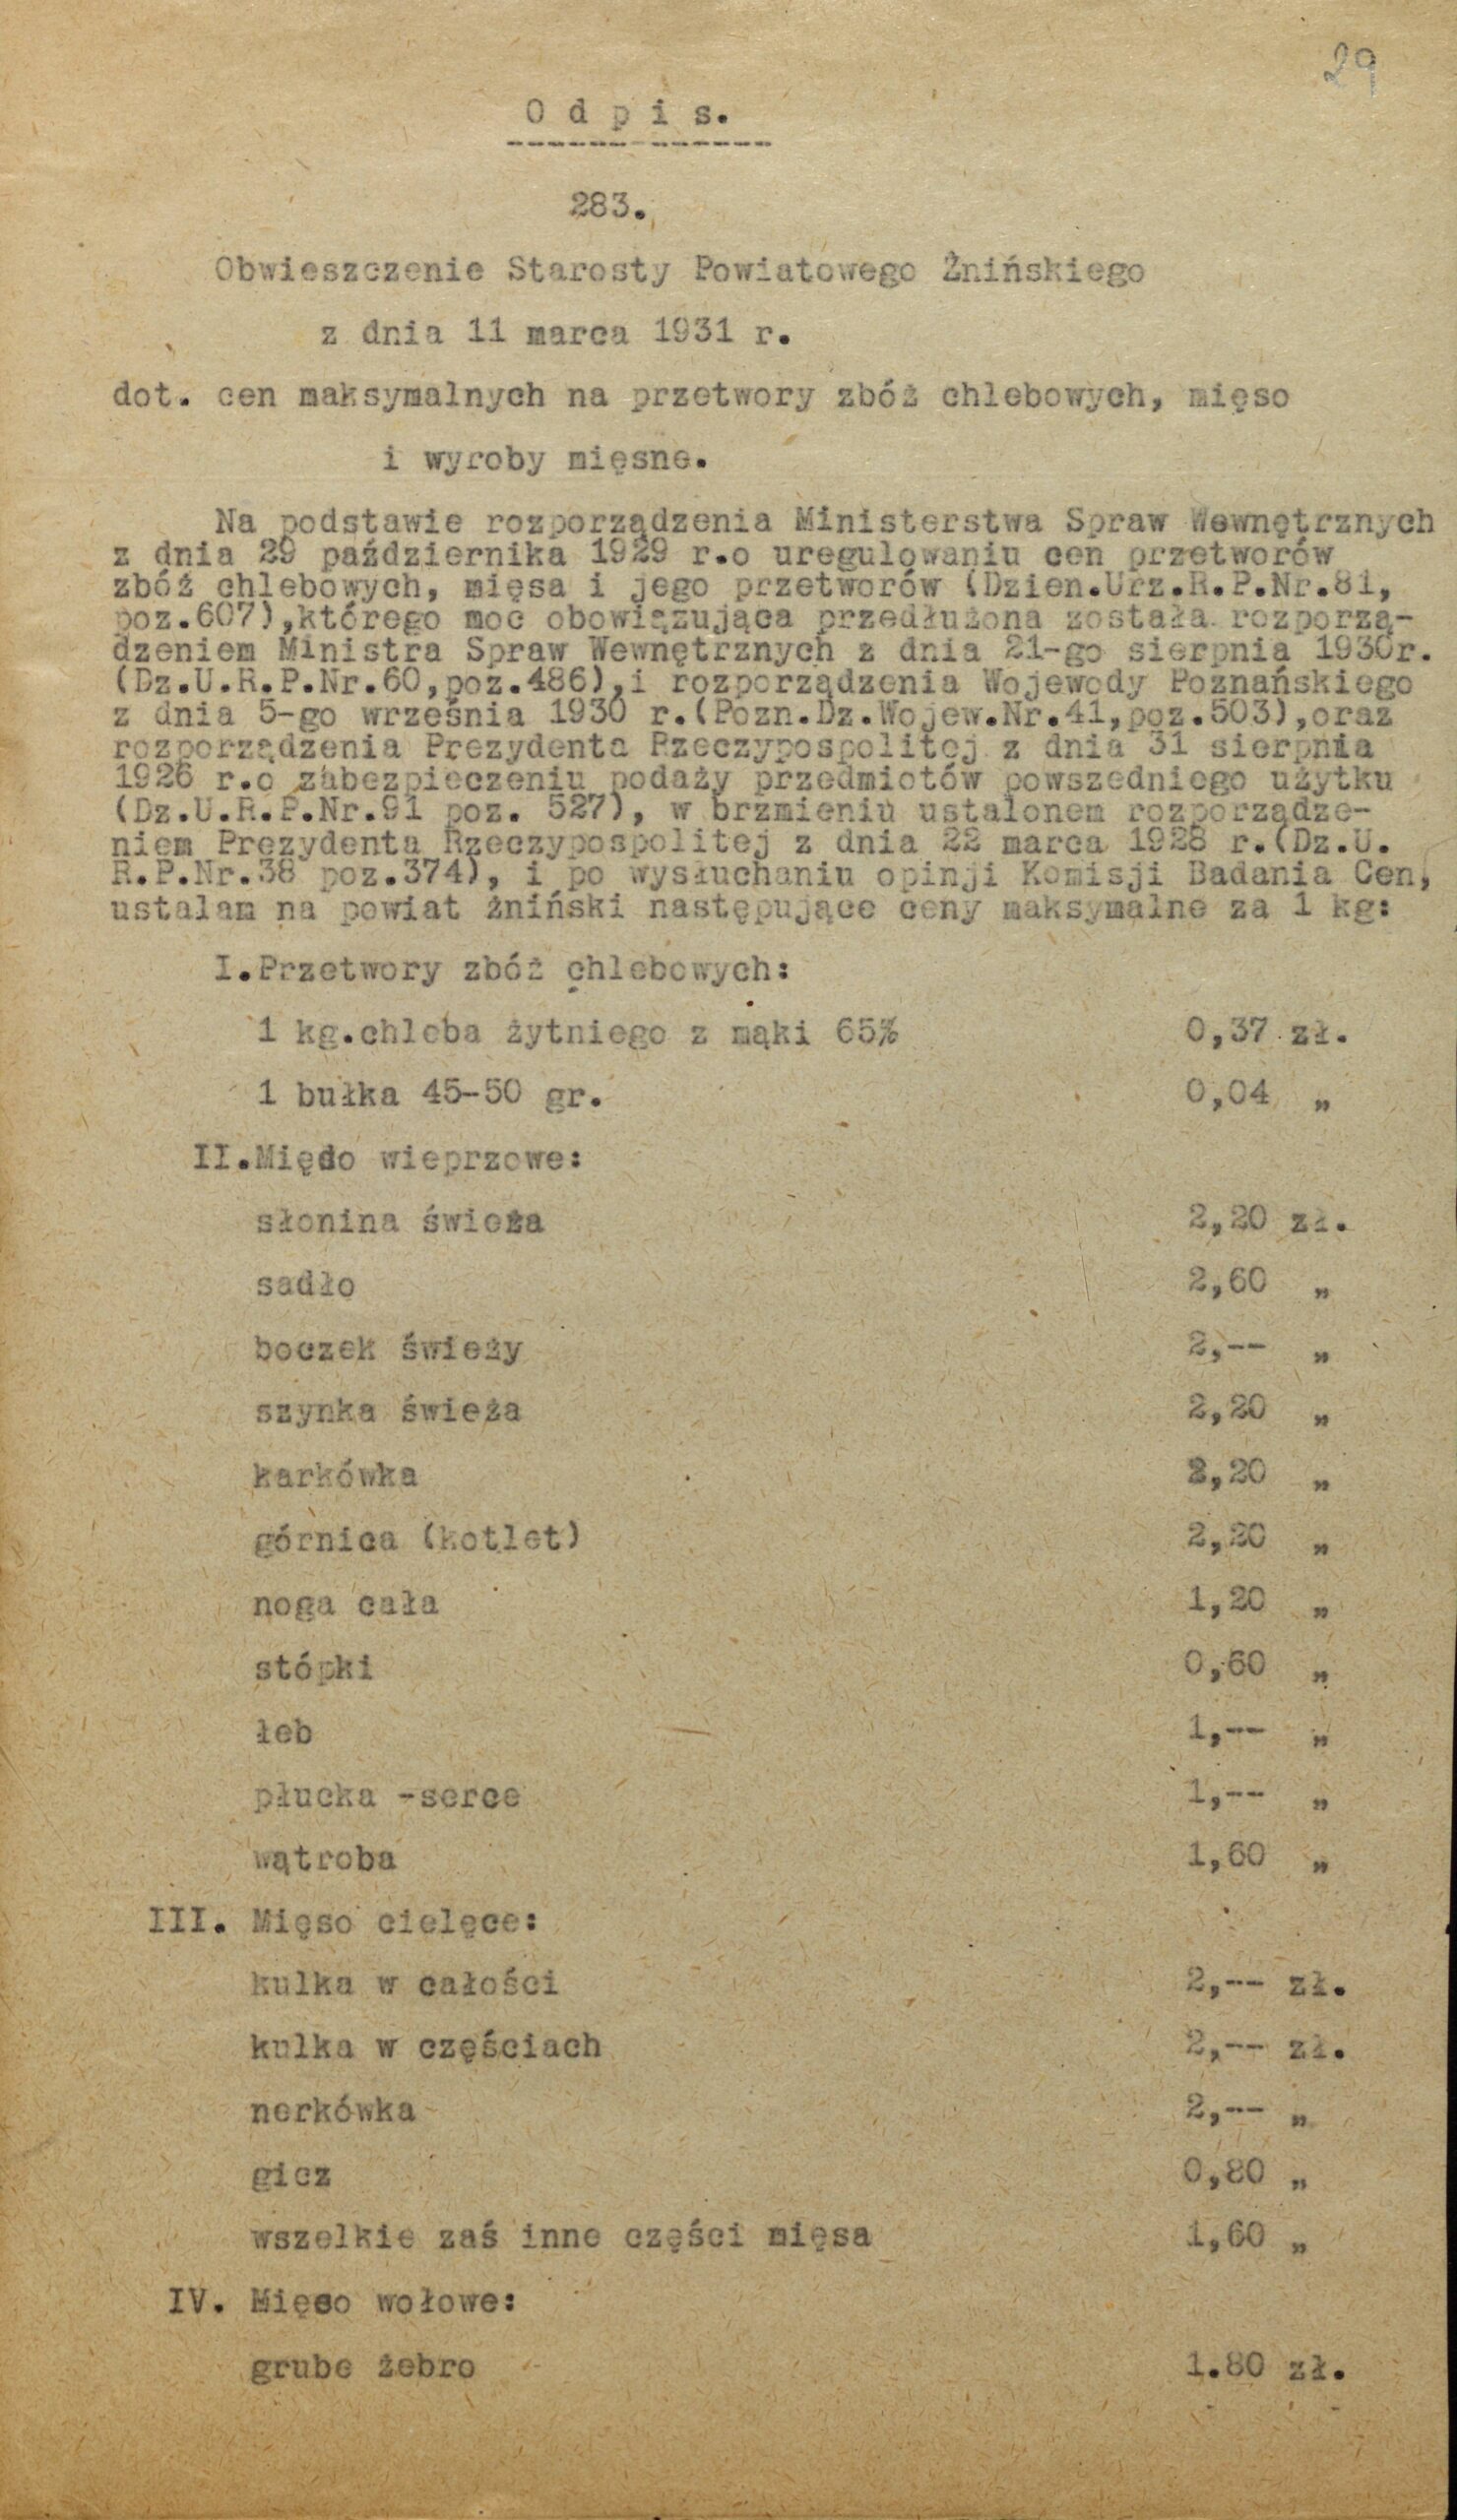 29
O d p i s.
283.
Obwieszczenie Starosty Powiatowego Żnińskiego
z dnia 11 marca 1931 r.
dot. cen maksymalnych na przetwory zbóż chlebowych, mięso
i wyroby mięsne.
Na podstawie rozporządzenia Ministerstwa Spraw Wewnętrznych
z dnia 29 października 1929 r.o uregulowaniu cen przetworów
zbóż chlebowych, mięsa i jego przetworów (Dzien.Urz.R.P.Nr.81,
poz.607),którego moc obowiązująca przedłużona została rozporzą-
dzeniem Ministra Spraw Wewnętrznych z dnia 21-go sierpnia 1930r.
(Dz.U.R.P.Nr.60,poz.486),i rozporządzenia Wojewody Poznańskiego
z dnia 5-go września 1930 r.(Pozn.Dz.Wojew.Nr.41,poz.503),oraz
rozporządzenia Prezydenta Rzeczypospolitej z dnia 31 sierpnia
1926 r.o zabezpieczeniu podaży przedmiotów powszedniego użytku
(Dz.U.R.P.Nr.91 poz. 527), w brzmieniu ustalonem rozporządze-
niem Prezydenta Rzeczypospolitej z dnia 22 marca 1928 r.(Dz.U.
R.P.Nr.38 poz.374), i po wysłuchaniu opinji Komisji Badania Cen,
ustalam na powiat żniński następujące ceny maksymalne za 1 kg:
I.Przetwory zbóż chlebowych:
1 kg.chleba żytniego z mąki 65% 0,37 zł.
1 bułka 45-50 gr. 0,04 „
II.Mięso wieprzowe:
słonina świeża 2,20 zł.
sadło 2,60 „
boczek świeży 2,-- „
szynka świeża 2,20 „
karkówka 2,20 „
górnica (kotlet) 2,20 „
noga cała 1,20 „
stópki 0,60 „
łeb 1,-- „
płucka -serce 1,-- „
wątroba 1,60 „
III. Mięso cielęce:
kulka w całości 2,-- zł.
kulka w częściach 2,-- zł.
nerkówka 2,-- „
gicz 0,80 „
wszelkie zaś inne części mięsa 1,60 „
IV. Mięso wołowe:
grube żebro 1.80 zł.